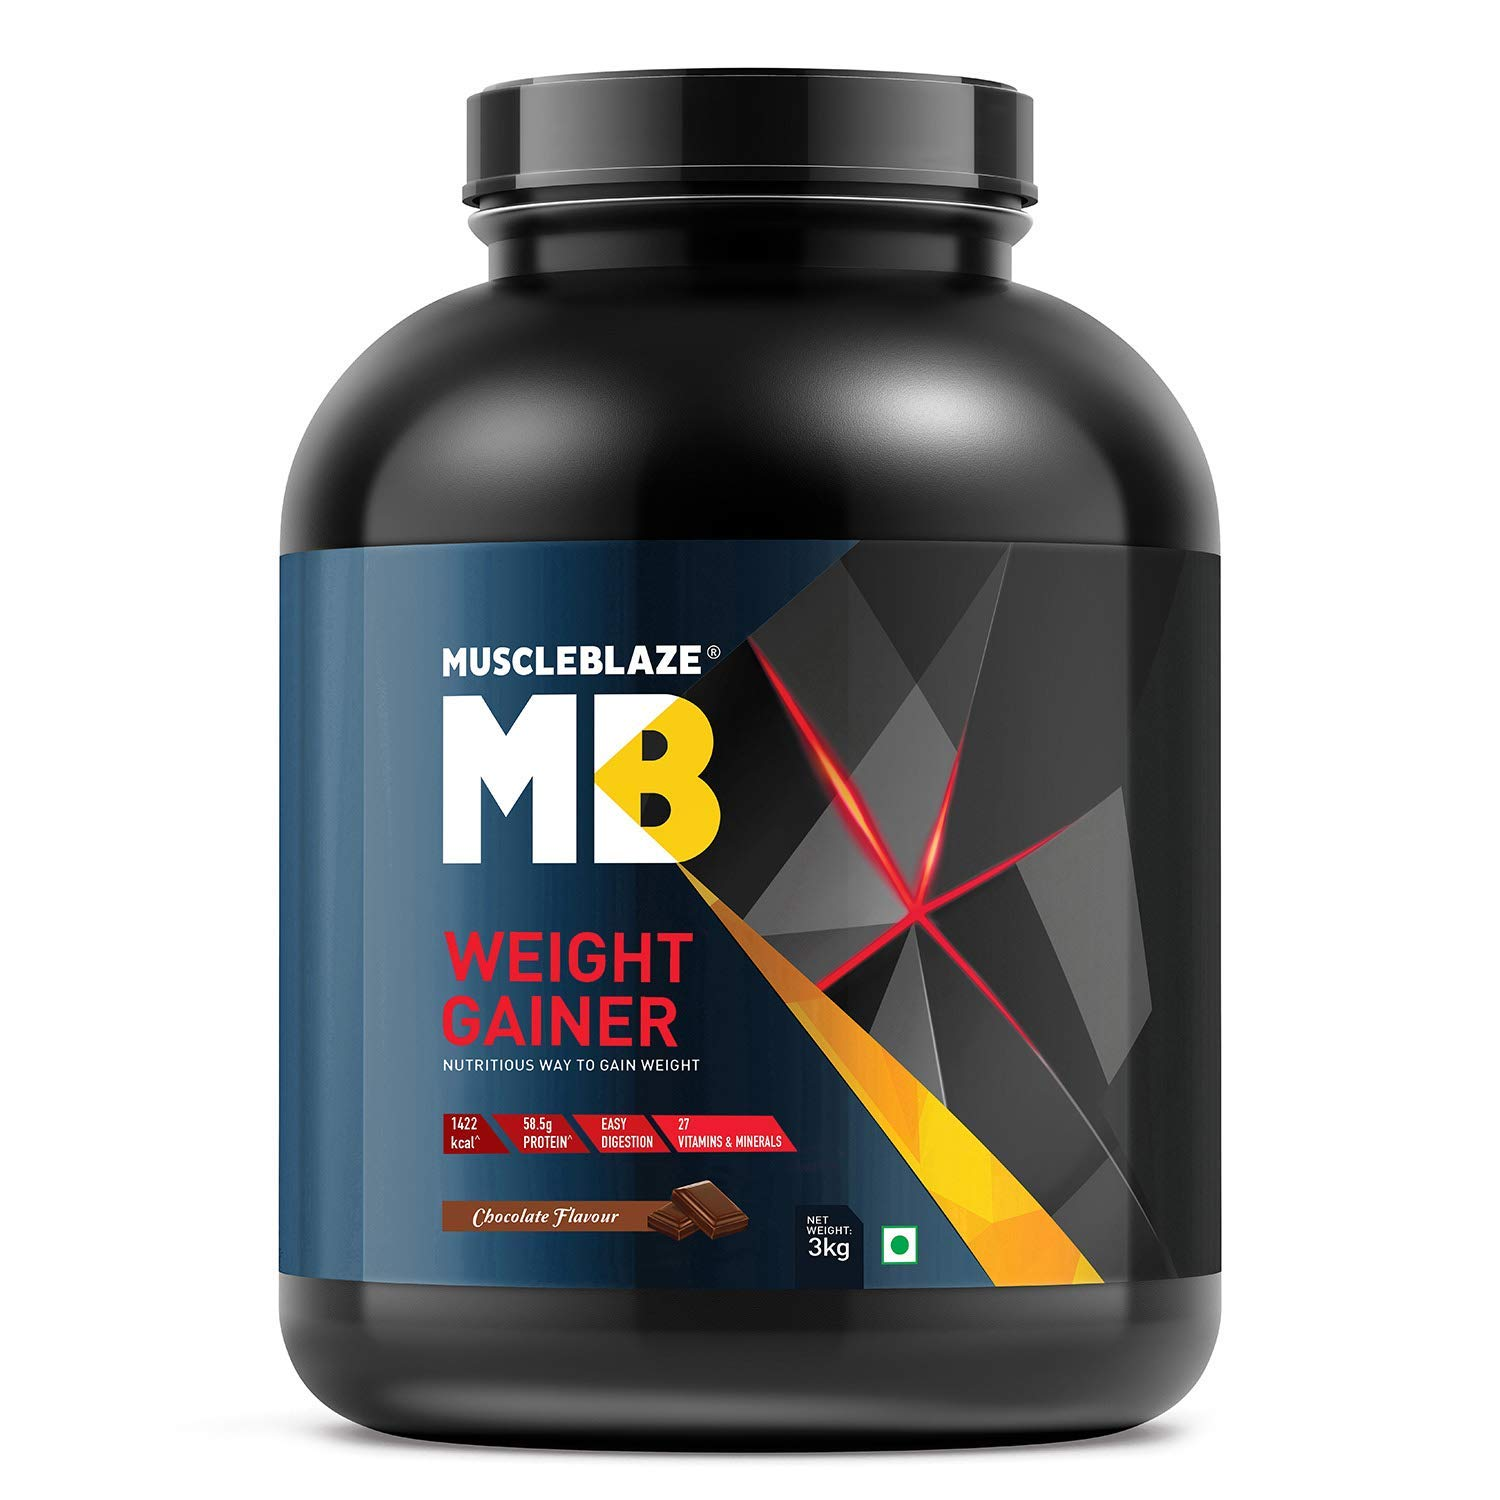 MUSCLEBLAZE®
MB
WEIGHT
GAINER
NUTRITIOUS WAY TO GAIN WEIGHT
1422
kcal^
58.5g
PROTEIN^
EASY
DIGESTION
27
VITAMINS & MINERALS
Chocolate Flavour
NET
WEIGHT:
3kg